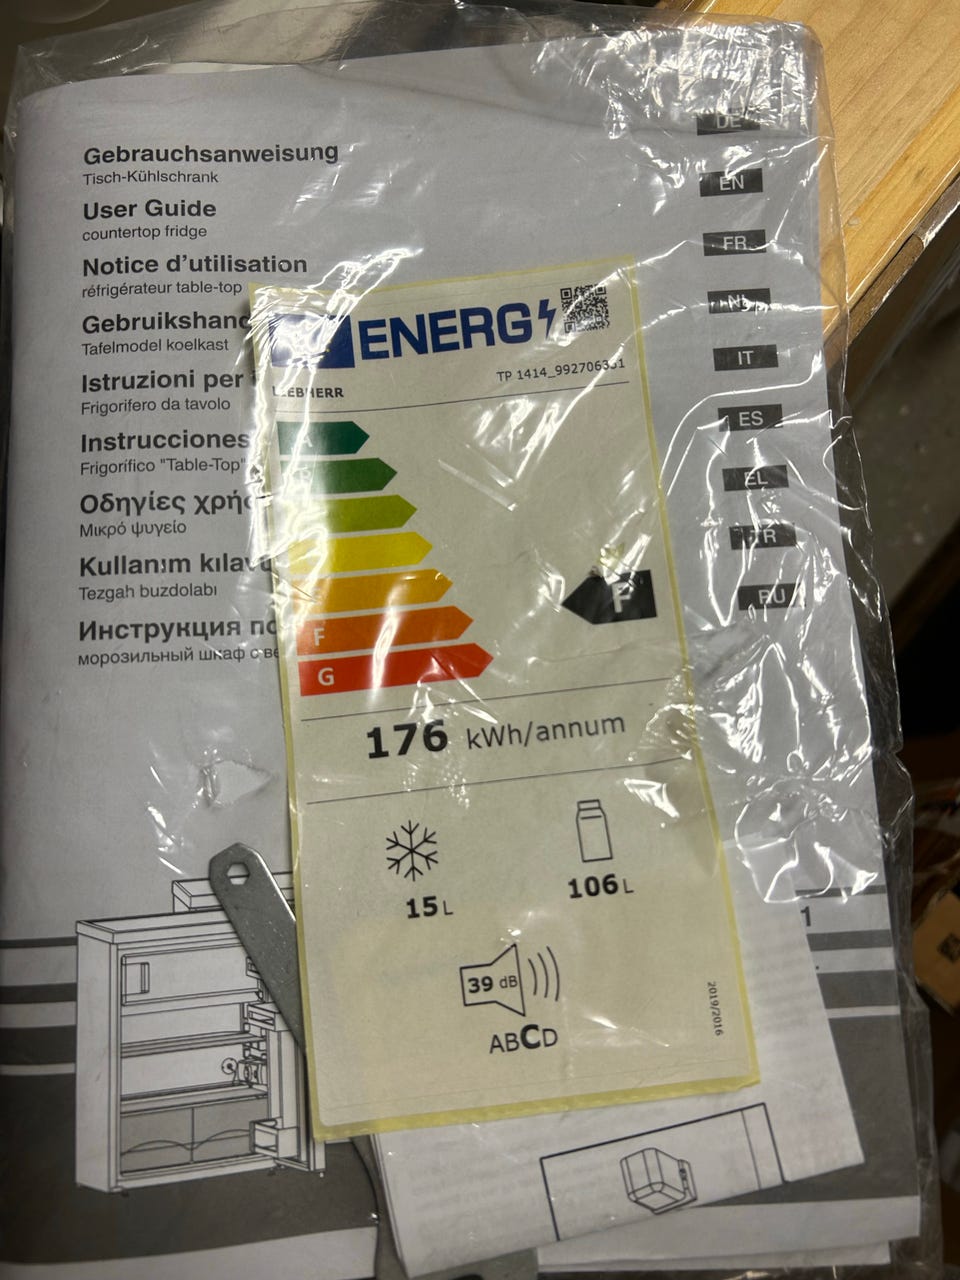 Gebrauchsanweisung
Tisch-Kühlschrank
User Guide
countertop fridge
Notice d'utilisation
réfrigérateur table-top
Gebruikshand
Tafelmodel koelkast
Istruzioni per
Frigorifero da tavolo
Instrucciones
Frigorífico "Table-Top"
Οδηγίες χρήσ
Μικρό ψυγείο
Kullanım kılavu
Tezgah buzdolabı
Инструкция по
морозильный шкаф с ве
DE
EN
FR
NL
IT
ES
EL
TR
RU
ENERG
LIEBHERR
TP 1414_992706351
A
F
G
F
176 kWh/annum
15 L
106 L
39 dB
ABCD
2019/2016
1